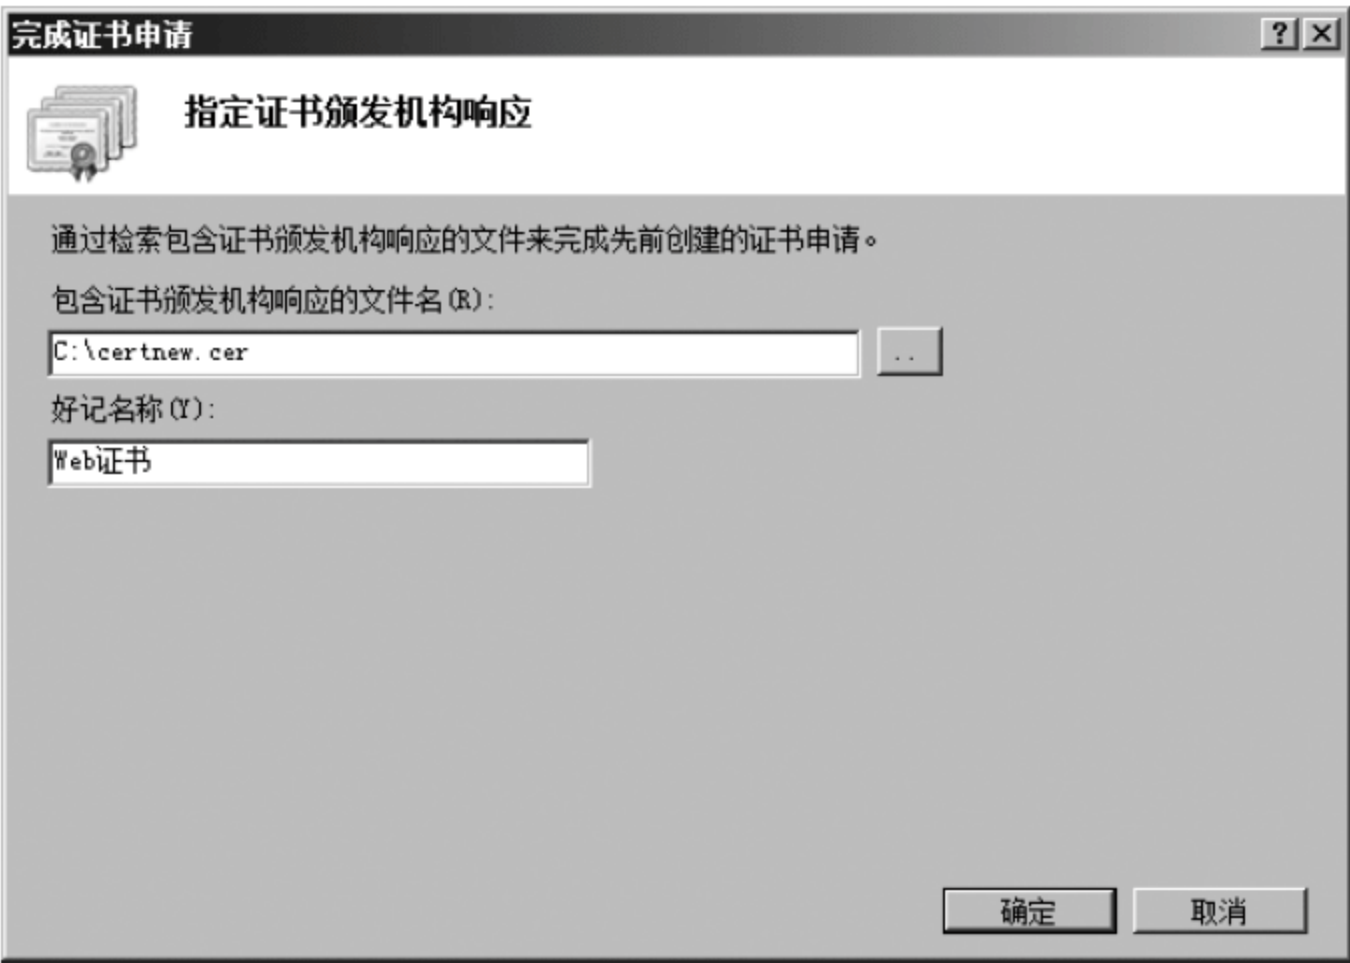 完成证书申请
指定证书颁发机构响应
通过检索包含证书颁发机构响应的文件来完成先前创建的证书申请。
包含证书颁发机构响应的文件名(R):
C:\certnew.cer
..
好记名称(Y):
Web证书
确定 取消